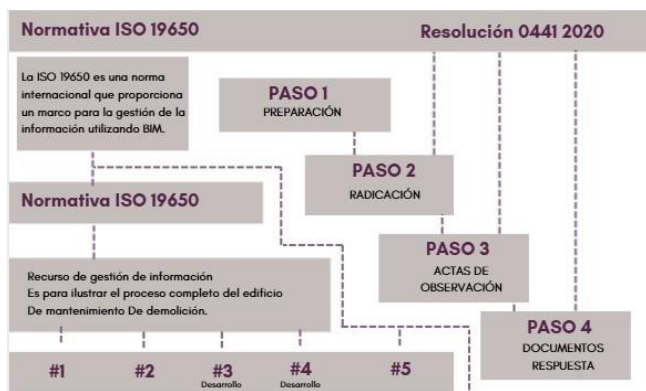 Normativa ISO 19650
Resolución 0441 2020
La ISO 19650 es una norma
internacional que proporciona
un marco para la gestión de la
información utilizando BIM.
PASO 1
PREPARACIÓN
PASO 2
RADICACIÓN
Normativa ISO 19650
PASO 3
ACTAS DE
OBSERVACIÓN
Recurso de gestión de información
Es para ilustrar el proceso completo del edificio
De mantenimiento De demolición.
PASO 4
DOCUMENTOS
RESPUESTA
#1
#2
#3
Desarrollo
#4
Desarrollo
#5